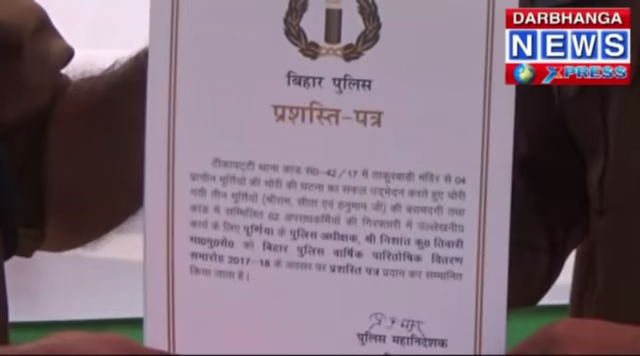 DARBHANGA
NEWS
XPRESS
बिहार पुलिस
प्रशस्ति-पत्र
टीकापट्टी थाना कांड सं0-42/17 में ठाकुरबाड़ी मंदिर से 04
प्राचीन मूर्तियों की चोरी की घटना का सफल उद्भेदन करते हुए चोरी
गयी तीन मूर्तियों (श्रीराम, सीता एवं हनुमान जी) की बरामदगी तथा
कांड में सम्मिलित 02 अपराधकर्मियों की गिरफ्तारी में उल्लेखनीय
कार्य के लिए पूर्णिया के पुलिस अधीक्षक, श्री निशांत कु0 तिवारी
भा0पु0से0 को बिहार पुलिस वार्षिक पारितोषिक वितरण
समारोह 2017-18 के अवसर पर प्रशस्ति पत्र प्रदान कर सम्मानित
किया जाता है।
पुलिस महानिदेशक